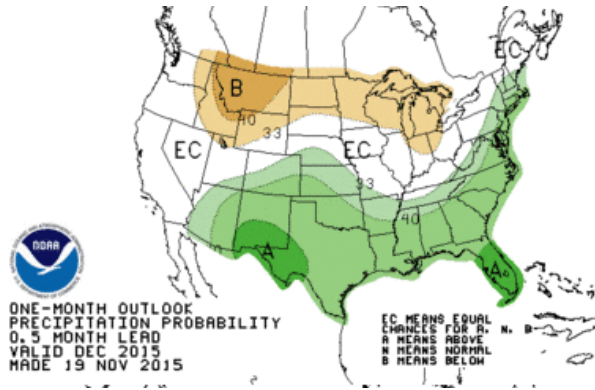 EC
B
40
33
EC
EC
33
40
A
A
NOAA
ONE-MONTH OUTLOOK
PRECIPITATION PROBABILITY
0.5 MONTH LEAD
VALID DEC 2015
MADE 19 NOV 2015
EC MEANS EQUAL
CHANCES FOR A, N, B
A MEANS ABOVE
N MEANS NORMAL
B MEANS BELOW